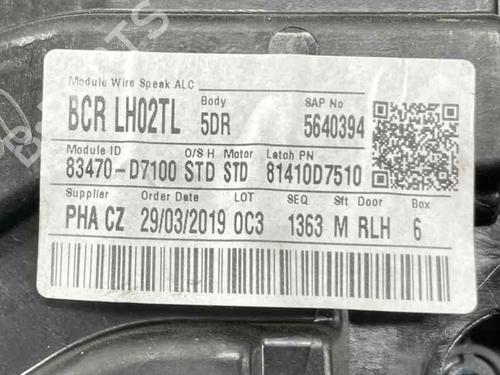 Module Wire Speak ALC
BCR LH02TL Body 5DR SAP No 5640394
Module ID O/S H Motor Latch PN
83470-D7100 STD STD 81410D7510
Supplier Order Date LOT SEQ Sft Door Box
PHA CZ 29/03/2019 0C3 1363 M RLH 6